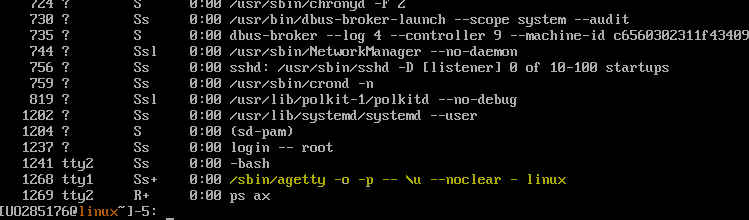 724 ? S 0:00 /usr/sbin/chronyd -F 2
730 ? Ss 0:00 /usr/bin/dbus-broker-launch --scope system --audit
735 ? S 0:00 dbus-broker --log 4 --controller 9 --machine-id c6560302311f43409
744 ? Ssl 0:00 /usr/sbin/NetworkManager --no-daemon
756 ? Ss 0:00 sshd: /usr/sbin/sshd -D [listener] 0 of 10-100 startups
785 ? Ss 0:00 /usr/sbin/crond -n
819 ? Ssl 0:00 /usr/lib/polkit-1/polkitd --no-debug
1202 ? Ss 0:00 /usr/lib/systemd/systemd --user
1204 ? S 0:00 (sd-pam)
1237 ? Ss 0:00 login -- root
1241 tty2 Ss 0:00 -bash
1268 tty1 Ss+ 0:00 /sbin/agetty -o -p -- \u --noclear - linux
1269 tty2 R+ 0:00 ps ax
[UO285176@linux~]-5: